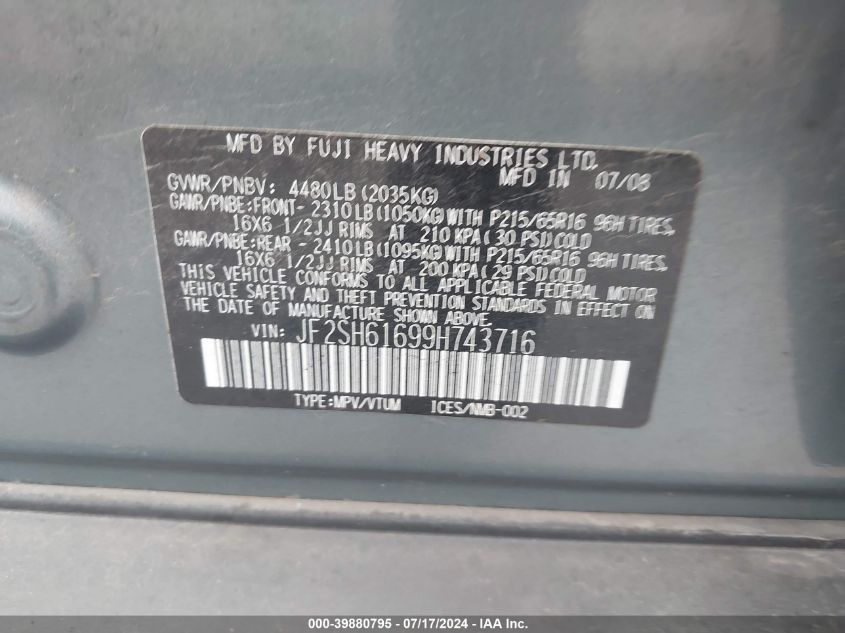 MFD BY FUJI HEAVY INDUSTRIES LTD.
MFD IN 07/08
GVWR/PNBV: 4480LB(2035KG)
GAWR/PNBE:FRONT- 2310LB(1050KG)WITH P215/65R16 96H TIRES,
16X6 1/2JJ RIMS AT 210 KPA( 30 PSI)COLD
GAWR/PNBE:REAR - 2410LB(1095KG)WITH P215/65R16 96H TIRES,
16X6 1/2JJ RIMS AT 200 KPA( 29 PSI)COLD
THIS VEHICLE CONFORMS TO ALL APPLICABLE FEDERAL MOTOR
VEHICLE SAFETY AND THEFT PREVENTION STANDARDS IN EFFECT ON
THE DATE OF MANUFACTURE SHOWN ABOVE.
VIN: JF2SH61699H743716
TYPE:MPV/VTUM ICES/NMB-002
000-39880795 - 07/17/2024 - IAA Inc.